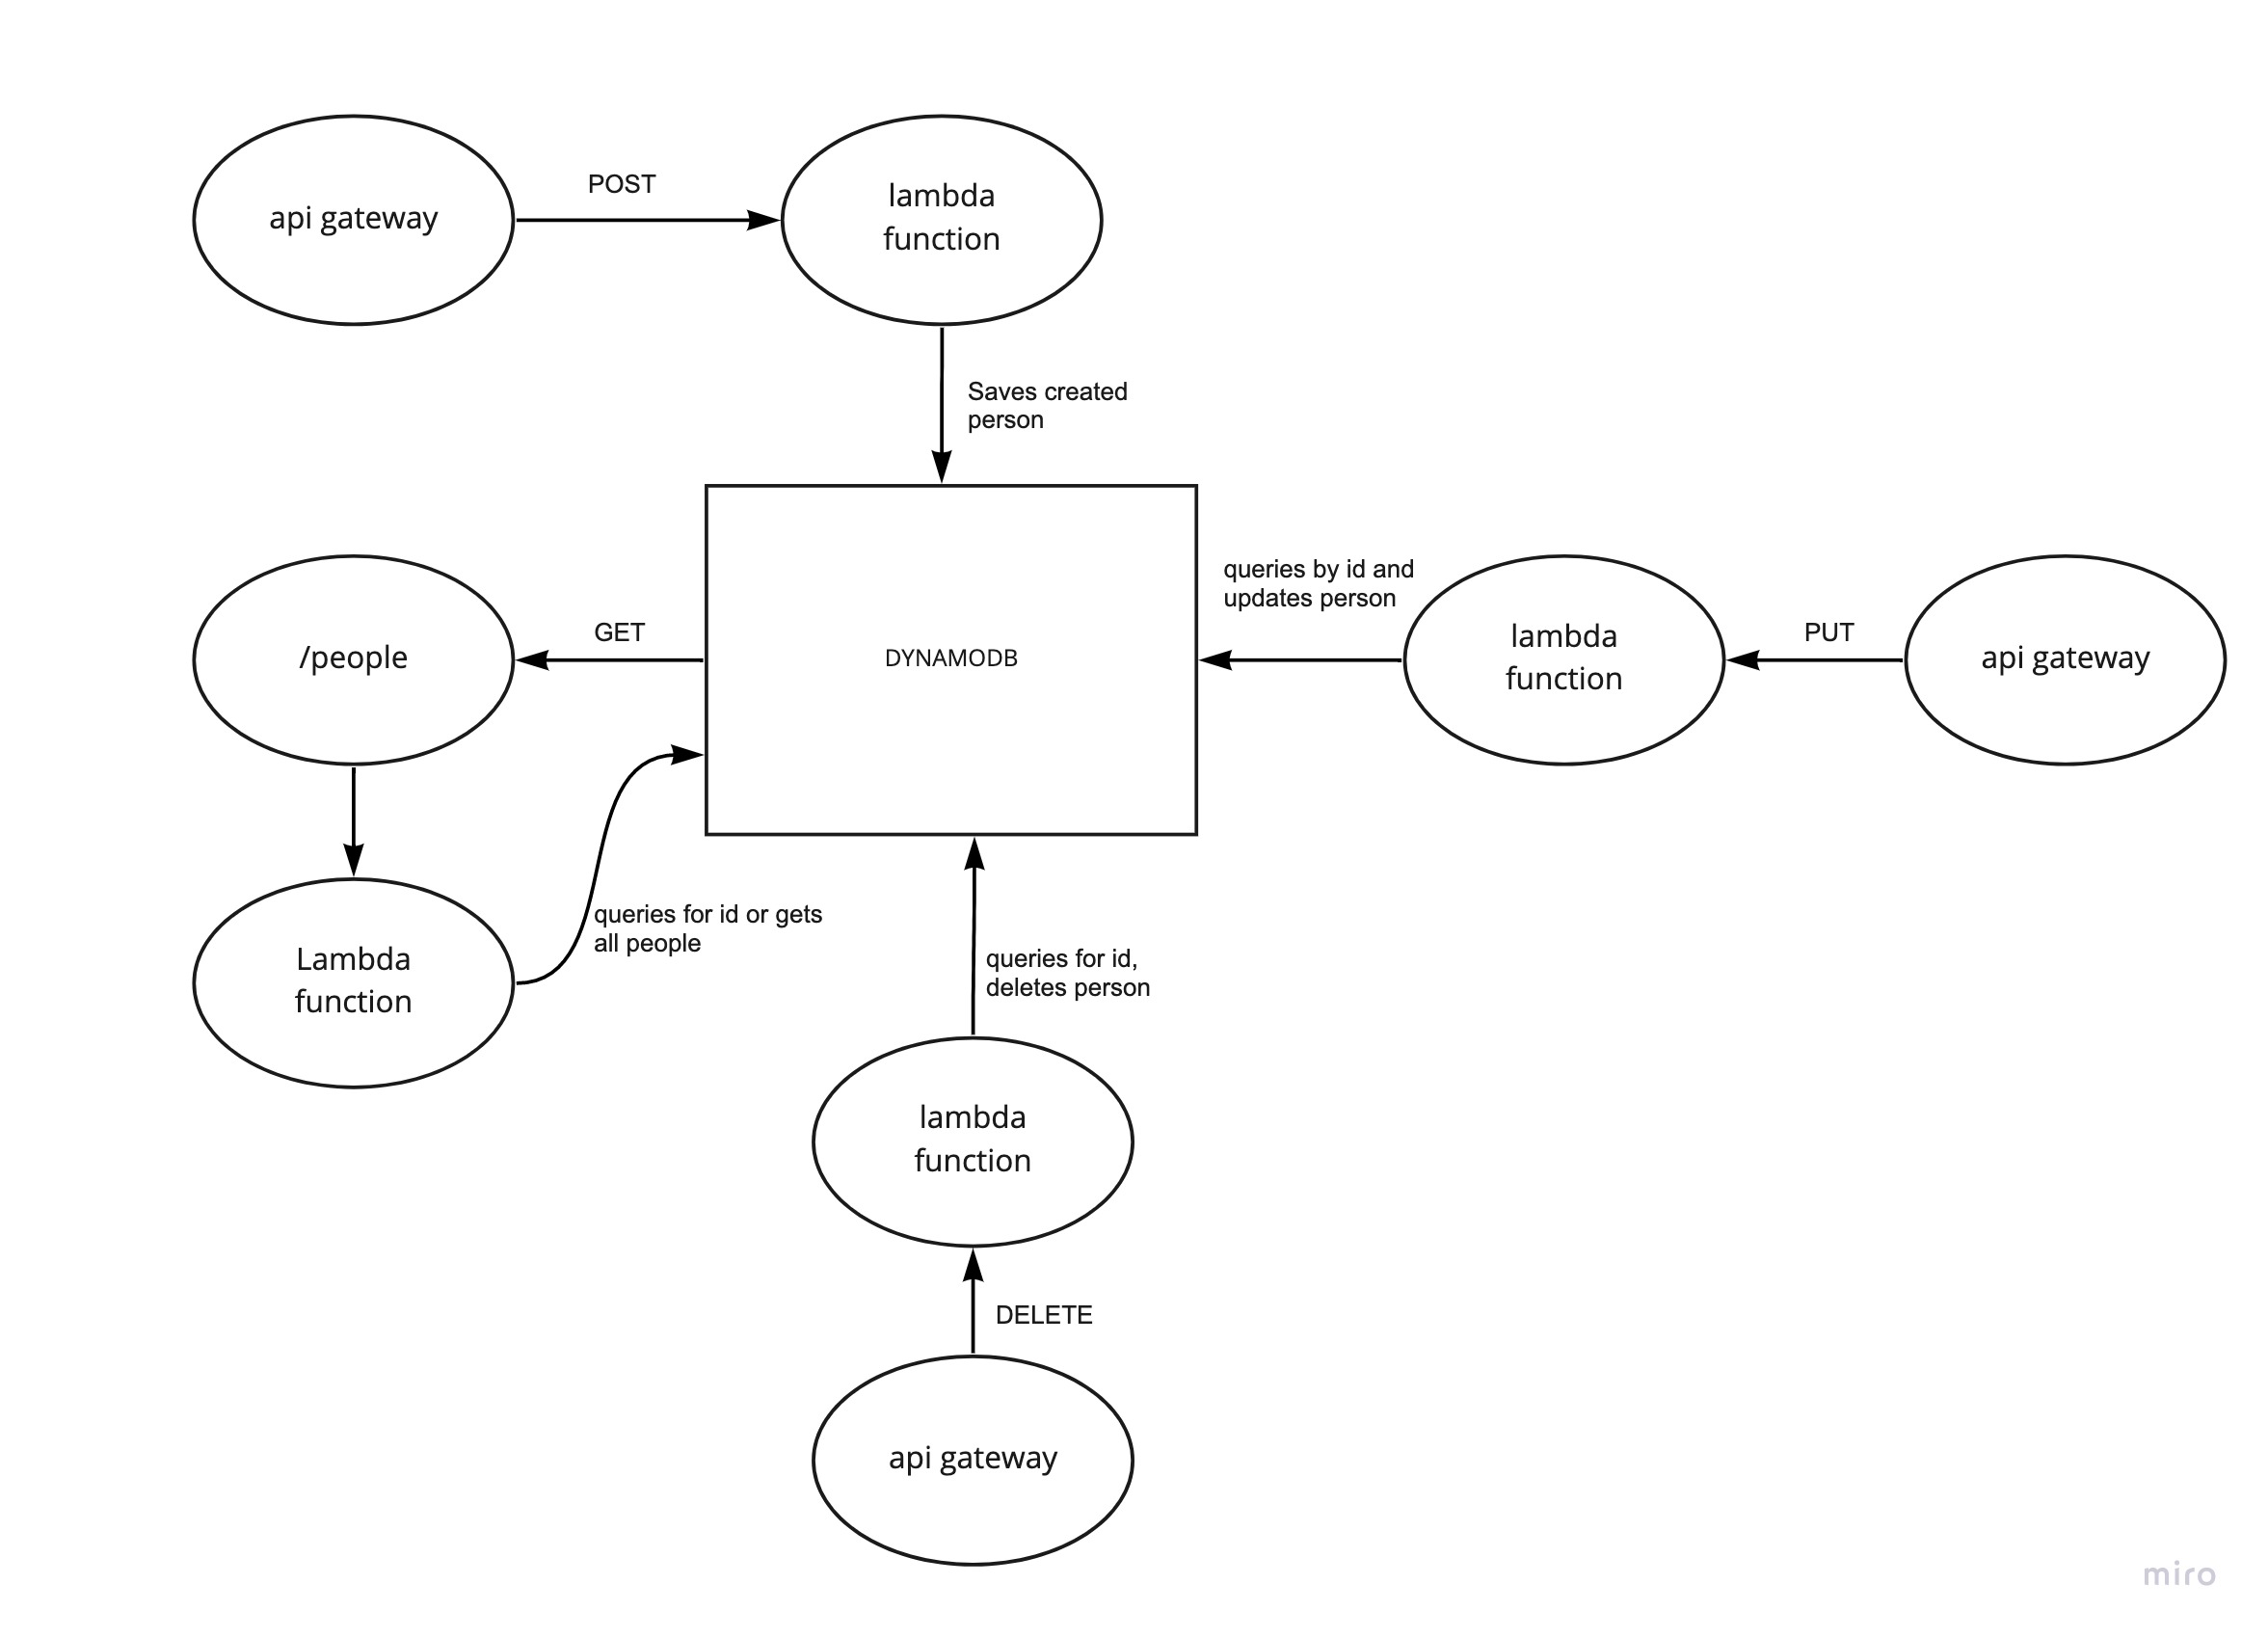 api gateway
POST
lambda
function
Saves created
person
/people
GET
DYNAMODB
queries by id and
updates person
lambda
function
PUT
api gateway
Lambda
function
queries for id or gets
all people
queries for id,
deletes person
lambda
function
DELETE
api gateway
miro